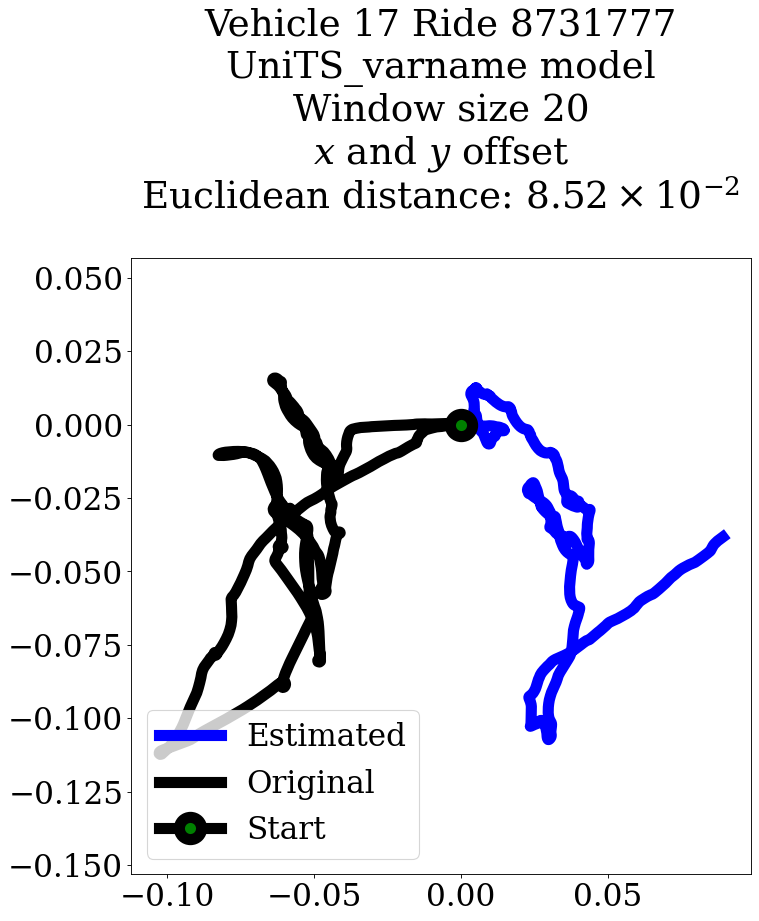 Vehicle 17 Ride 8731777
UniTS_varname model
Window size 20
x and y offset
Euclidean distance: 8.52 × 10⁻²
0.050
0.025
0.000
−0.025
−0.050
−0.075
−0.100
−0.125
−0.150
Estimated
Original
Start
−0.10
−0.05
0.00
0.05